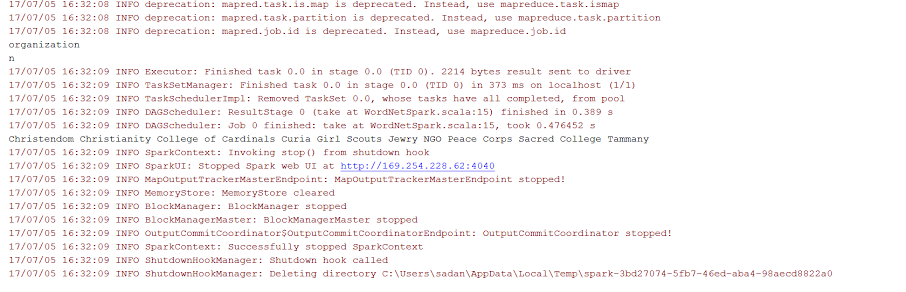 17/07/05 16:32:08 INFO deprecation: mapred.task.is.map is deprecated. Instead, use mapreduce.task.ismap
17/07/05 16:32:08 INFO deprecation: mapred.task.partition is deprecated. Instead, use mapreduce.task.partition
17/07/05 16:32:08 INFO deprecation: mapred.job.id is deprecated. Instead, use mapreduce.job.id
organization
n
17/07/05 16:32:09 INFO Executor: Finished task 0.0 in stage 0.0 (TID 0). 2214 bytes result sent to driver
17/07/05 16:32:09 INFO TaskSetManager: Finished task 0.0 in stage 0.0 (TID 0) in 373 ms on localhost (1/1)
17/07/05 16:32:09 INFO TaskSchedulerImpl: Removed TaskSet 0.0, whose tasks have all completed, from pool
17/07/05 16:32:09 INFO DAGScheduler: ResultStage 0 (take at WordNetSpark.scala:15) finished in 0.389 s
17/07/05 16:32:09 INFO DAGScheduler: Job 0 finished: take at WordNetSpark.scala:15, took 0.476452 s
Christendom Christianity College of Cardinals Curia Girl Scouts Jewry NGO Peace Corps Sacred College Tammany
17/07/05 16:32:09 INFO SparkContext: Invoking stop() from shutdown hook
17/07/05 16:32:09 INFO SparkUI: Stopped Spark web UI at http://169.254.228.62:4040
17/07/05 16:32:09 INFO MapOutputTrackerMasterEndpoint: MapOutputTrackerMasterEndpoint stopped!
17/07/05 16:32:09 INFO MemoryStore: MemoryStore cleared
17/07/05 16:32:09 INFO BlockManager: BlockManager stopped
17/07/05 16:32:09 INFO BlockManagerMaster: BlockManagerMaster stopped
17/07/05 16:32:09 INFO OutputCommitCoordinator$OutputCommitCoordinatorEndpoint: OutputCommitCoordinator stopped!
17/07/05 16:32:09 INFO SparkContext: Successfully stopped SparkContext
17/07/05 16:32:09 INFO ShutdownHookManager: Shutdown hook called
17/07/05 16:32:09 INFO ShutdownHookManager: Deleting directory C:\Users\sadan\AppData\Local\Temp\spark-3bd27074-5fb7-46ed-aba4-98aecd8822a0